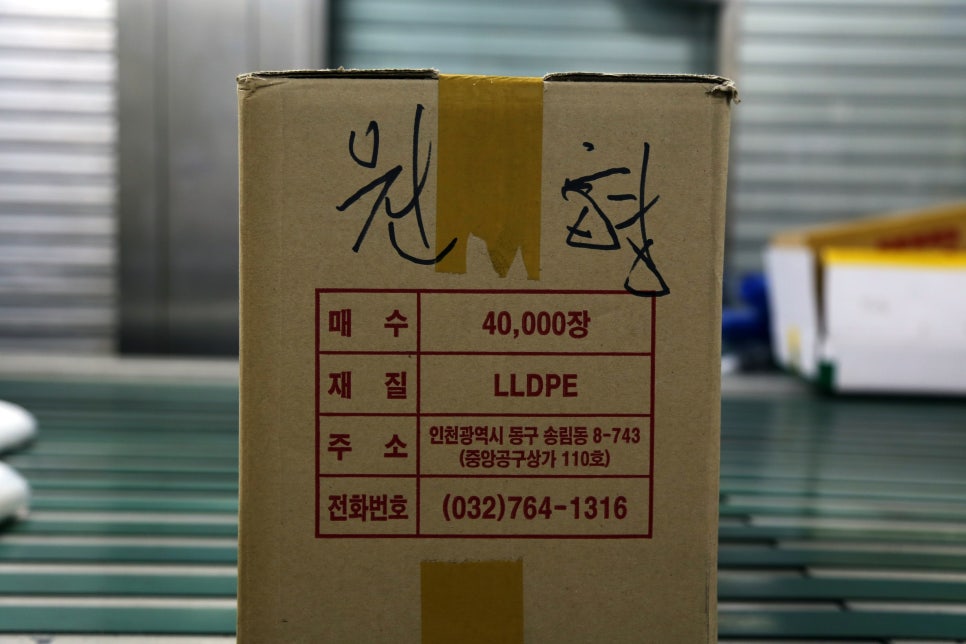 원형
매 수 40,000장
재 질 LLDPE
주 소 인천광역시 동구 송림동 8-743
(중앙공구상가 110호)
전화번호 (032)764-1316